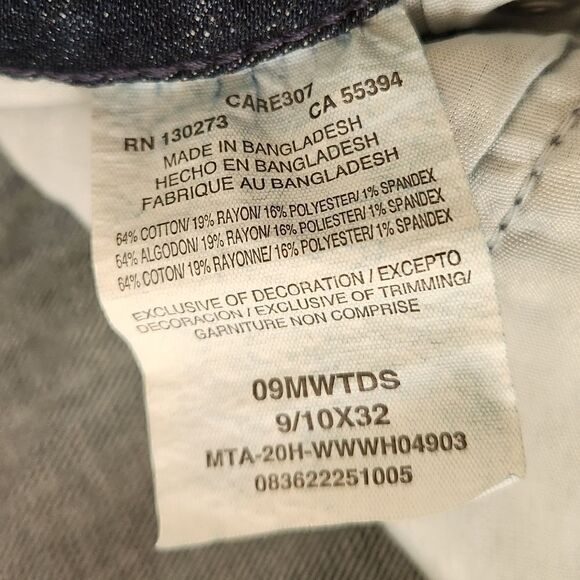 CARE307
RN 130273 CA 55394
MADE IN BANGLADESH
HECHO EN BANGLADESH
FABRIQUE AU BANGLADESH
64% COTTON/ 19% RAYON/ 16% POLYESTER/ 1% SPANDEX
64% ALGODON/ 19% RAYON/ 16% POLIESTER/ 1% SPANDEX
64% COTON/ 19% RAYONNE/ 16% POLYESTER/ 1% SPANDEX
EXCLUSIVE OF DECORATION / EXCEPTO
DECORACION / EXCLUSIVE OF TRIMMING/
GARNITURE NON COMPRISE
09MWTDS
9/10X32
MTA-20H-WWWH04903
083622251005